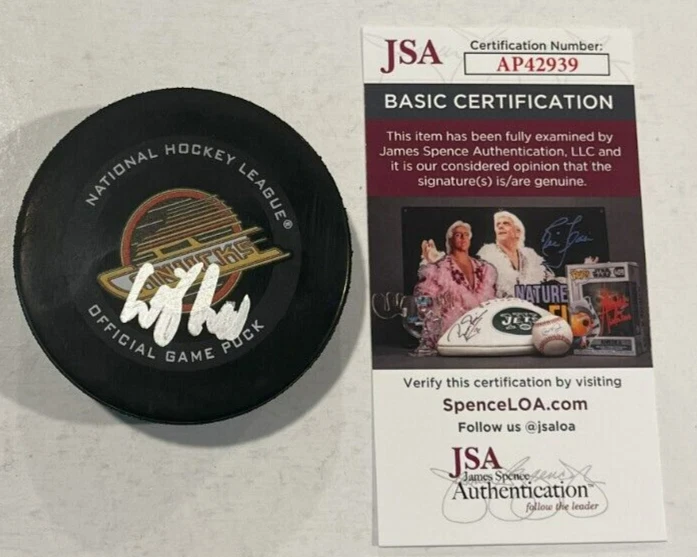 NATIONAL HOCKEY LEAGUE®
CANUCKS
OFFICIAL GAME PUCK
JSA
Certification Number:
AP42939
BASIC CERTIFICATION
This item has been fully examined by
James Spence Authentication, LLC and
it is our considered opinion that the
signature(s) is/are genuine.
NATURE
JETS
Verify this certification by visiting
SpenceLOA.com
Follow us @jsaloa
JSA
James Spence
Authentication™
follow the leader